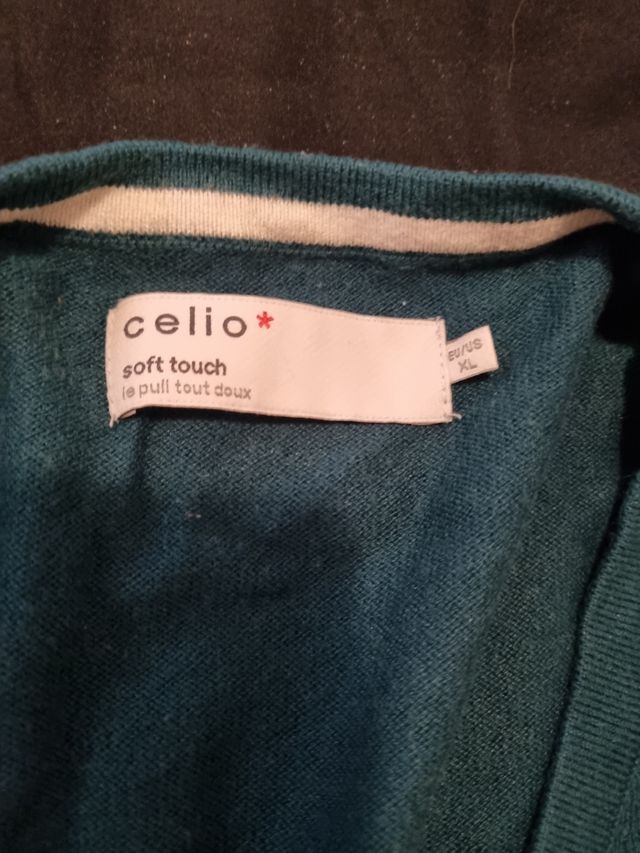 celio*
soft touch
le pull tout doux
EU/US
XL